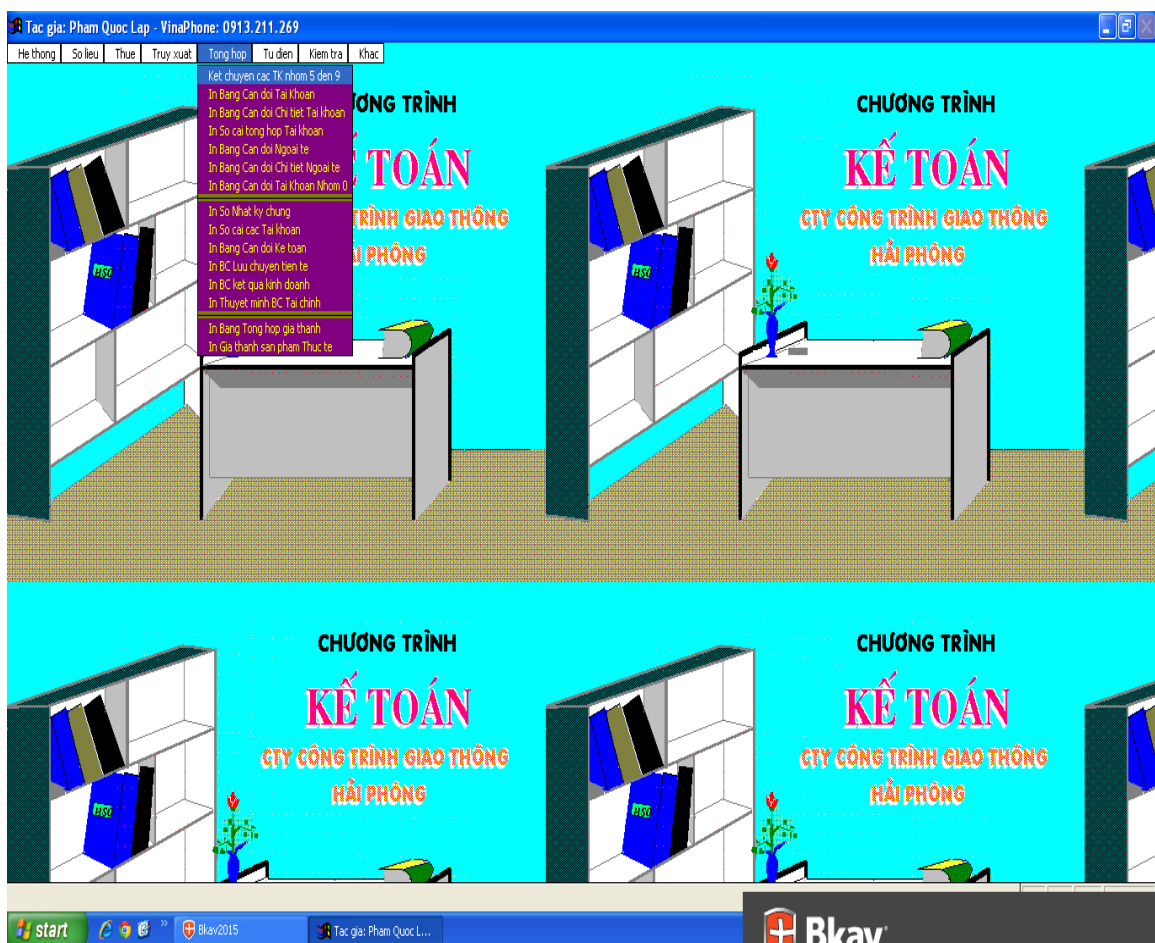 Tac gia: Pham Quoc Lap - VinaPhone: 0913.211.269
He thong So lieu Thue Truy xuat Tong hop Tu dien Kiem tra Khac
Ket chuyen cac TK nhom 5 den 9
In Bang Can doi Tai Khoan
In Bang Can doi Chi tiet Tai khoan
In So cai tong hop Tai khoan
In Bang Can doi Ngoai te
In Bang Can doi Chi tiet Ngoai te
In Bang Can doi Tai Khoan Nhom 0
In So Nhat ky chung
In So cai cac Tai khoan
In Bang Can doi Ke toan
In BC Luu chuyen tien te
In BC ket qua kinh doanh
In Thuyet minh BC Tai chinh
In Bang Tong hop gia thanh
In Gia thanh san pham Thuc te
ƠNG TRÌNH
TOÁN
TRÌNH GIAO THÔNG
I PHÒNG
CHƯƠNG TRÌNH
KẾ TOÁN
CTY CÔNG TRÌNH GIAO THÔNG
HẢI PHÒNG
CHƯƠNG TRÌNH
KẾ TOÁN
CTY CÔNG TRÌNH GIAO THÔNG
HẢI PHÒNG
CHƯƠNG TRÌNH
KẾ TOÁN
CTY CÔNG TRÌNH GIAO THÔNG
HẢI PHÒNG
start
Bkav2015
Tac gia: Pham Quoc L...
Bkav